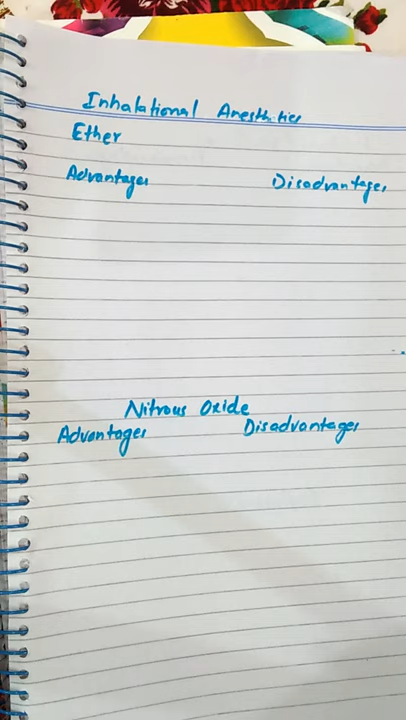 Inhalational Anesthetics
Ether
Advantages Disadvantages
Nitrous Oxide
Advantages Disadvantages